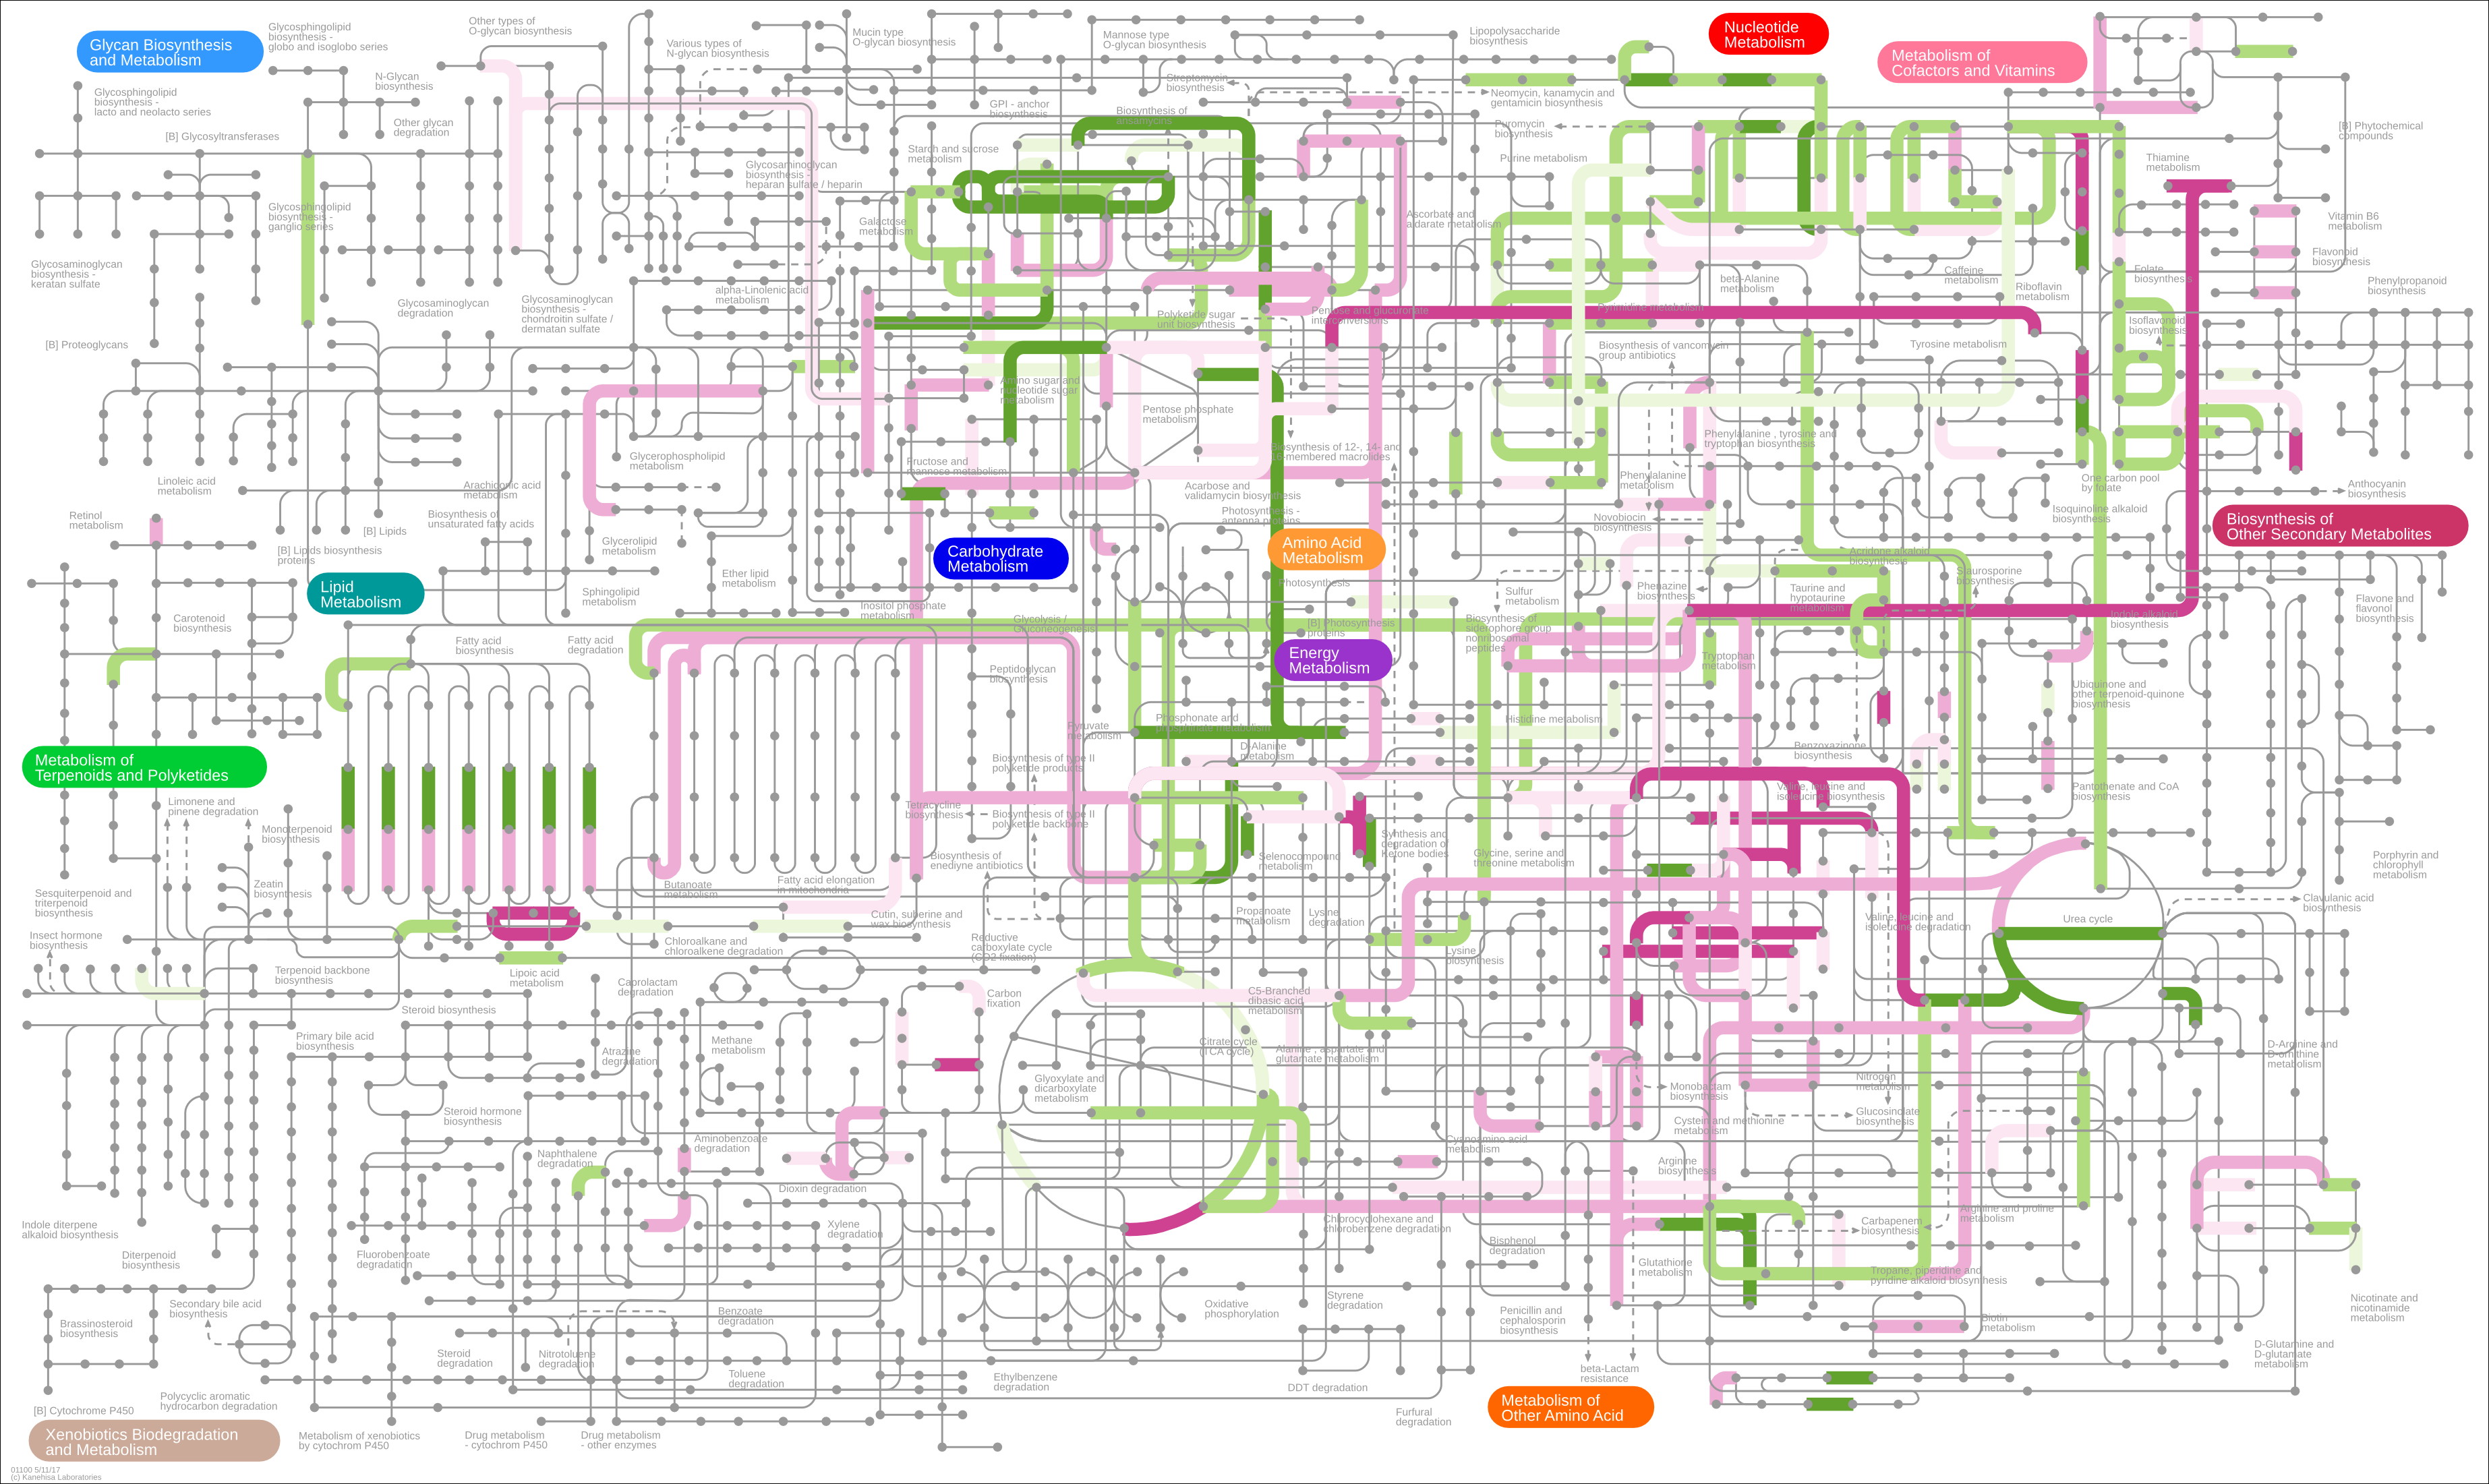 Glycan Biosynthesis
and Metabolism
Glycosphingolipid
biosynthesis -
globo and isoglobo series
Other types of
O-glycan biosynthesis
Various types of
N-glycan biosynthesis
Mucin type
O-glycan biosynthesis
Mannose type
O-glycan biosynthesis
Lipopolysaccharide
biosynthesis
Nucleotide
Metabolism
Metabolism of
Cofactors and Vitamins
N-Glycan
biosynthesis
Glycosphingolipid
biosynthesis -
lacto and neolacto series
GPI - anchor
biosynthesis
Streptomycin
biosynthesis
Biosynthesis of
ansamycins
Neomycin, kanamycin and
gentamicin biosynthesis
Puromycin
biosynthesis
[B] Glycosyltransferases
Other glycan
degradation
[B] Phytochemical
compounds
Starch and sucrose
metabolism
Purine metabolism
Thiamine
metabolism
Glycosaminoglycan
biosynthesis -
heparan sulfate / heparin
Glycosphingolipid
biosynthesis -
ganglio series
Galactose
metabolism
Ascorbate and
aldarate metabolism
Vitamin B6
metabolism
Flavonoid
biosynthesis
Glycosaminoglycan
biosynthesis -
keratan sulfate
Glycosaminoglycan
degradation
Glycosaminoglycan
biosynthesis -
chondroitin sulfate /
dermatan sulfate
alpha-Linolenic acid
metabolism
Polyketide sugar
unit biosynthesis
Pentose and glucuronate
interconversions
Pyrimidine metabolism
beta-Alanine
metabolism
Caffeine
metabolism
Riboflavin
metabolism
Folate
biosynthesis
Phenylpropanoid
biosynthesis
Isoflavonoid
biosynthesis
[B] Proteoglycans
Biosynthesis of vancomycin
group antibiotics
Tyrosine metabolism
Amino sugar and
nucleotide sugar
metabolism
Pentose phosphate
metabolism
Glycerophospholipid
metabolism
Fructose and
mannose metabolism
Biosynthesis of 12-, 14- and
16-membered macrolides
Phenylalanine , tyrosine and
tryptophan biosynthesis
Phenylalanine
metabolism
One carbon pool
by folate
Anthocyanin
biosynthesis
Linoleic acid
metabolism
Arachidonic acid
metabolism
Acarbose and
validamycin biosynthesis
Photosynthesis -
antenna proteins
Novobiocin
biosynthesis
Isoquinoline alkaloid
biosynthesis
Biosynthesis of
Other Secondary Metabolites
Retinol
metabolism
Biosynthesis of
unsaturated fatty acids
[B] Lipids
[B] Lipids biosynthesis
proteins
Glycerolipid
metabolism
Carbohydrate
Metabolism
Amino Acid
Metabolism
Acridone alkaloid
biosynthesis
Staurosporine
biosynthesis
Lipid
Metabolism
Sphingolipid
metabolism
Ether lipid
metabolism
Inositol phosphate
metabolism
Photosynthesis
Sulfur
metabolism
Phenazine
biosynthesis
Taurine and
hypotaurine
metabolism
Indole alkaloid
biosynthesis
Flavone and
flavonol
biosynthesis
Carotenoid
biosynthesis
Fatty acid
biosynthesis
Fatty acid
degradation
Glycolysis /
Gluconeogenesis
[B] Photosynthesis
proteins
Biosynthesis of
siderophore group
nonribosomal
peptides
Energy
Metabolism
Tryptophan
metabolism
Peptidoglycan
biosynthesis
Ubiquinone and
other terpenoid-quinone
biosynthesis
Pyruvate
metabolism
Phosphonate and
phosphinate metabolism
Histidine metabolism
D-Alanine
metabolism
Benzoxazinone
biosynthesis
Metabolism of
Terpenoids and Polyketides
Biosynthesis of type II
polyketide products
Valine, leucine and
isoleucine biosynthesis
Pantothenate and CoA
biosynthesis
Limonene and
pinene degradation
Monoterpenoid
biosynthesis
Tetracycline
biosynthesis
Biosynthesis of type II
polyketide backbone
Synthesis and
degradation of
Ketone bodies
Selenocompound
metabolism
Glycine, serine and
threonine metabolism
Porphyrin and
chlorophyll
metabolism
Biosynthesis of
enediyne antibiotics
Butanoate
metabolism
Fatty acid elongation
in mitochondria
Sesquiterpenoid and
triterpenoid
biosynthesis
Zeatin
biosynthesis
Clavulanic acid
biosynthesis
Cutin, suberine and
wax biosynthesis
Propanoate
metabolism
Lysine
degradation
Valine, leucine and
isoleucine degradation
Urea cycle
Insect hormone
biosynthesis
Chloroalkane and
chloroalkene degradation
Reductive
carboxylate cycle
(CO2 fixation)
Lysine
biosynthesis
Terpenoid backbone
biosynthesis
Lipoic acid
metabolism
Caprolactam
degradation
Carbon
fixation
C5-Branched
dibasic acid
metabolism
Steroid biosynthesis
Primary bile acid
biosynthesis
Atrazine
degradation
Methane
metabolism
Citrate cycle
(TCA cycle)
Alanine , aspartate and
glutamate metabolism
D-Arginine and
D-ornithine
metabolism
Glyoxylate and
dicarboxylate
metabolism
Nitrogen
metabolism
Monobactam
biosynthesis
Steroid hormone
biosynthesis
Glucosinolate
biosynthesis
Cystein and methionine
metabolism
Aminobenzoate
degradation
Cyanoamino acid
metabolism
Naphthalene
degradation
Arginine
biosynthesis
Dioxin degradation
Indole diterpene
alkaloid biosynthesis
Xylene
degradation
Chlorocyclohexane and
chlorobenzene degradation
Carbapenem
biosynthesis
Arginine and proline
metabolism
Diterpenoid
biosynthesis
Fluorobenzoate
degradation
Bisphenol
degradation
Glutathione
metabolism
Tropane, piperidine and
pyridine alkaloid biosynthesis
Secondary bile acid
biosynthesis
Brassinosteroid
biosynthesis
Benzoate
degradation
Oxidative
phosphorylation
Styrene
degradation
Penicillin and
cephalosporin
biosynthesis
Biotin
metabolism
Nicotinate and
nicotinamide
metabolism
Steroid
degradation
Nitrotoluene
degradation
Toluene
degradation
Ethylbenzene
degradation
DDT degradation
beta-Lactam
resistance
D-Glutamine and
D-glutamate
metabolism
Polycyclic aromatic
hydrocarbon degradation
[B] Cytochrome P450
Furfural
degradation
Metabolism of
Other Amino Acid
Xenobiotics Biodegradation
and Metabolism
Metabolism of xenobiotics
by cytochrom P450
Drug metabolism
- cytochrom P450
Drug metabolism
- other enzymes
01100 5/11/17
(c) Kanehisa Laboratories